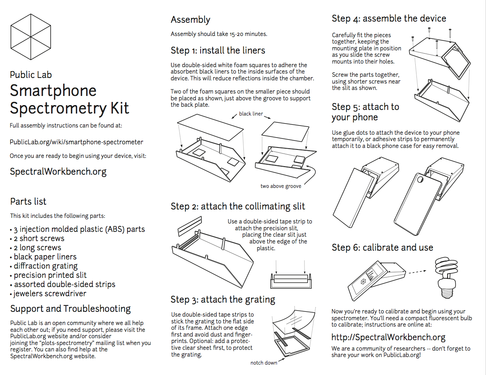 Public Lab
Smartphone
Spectrometry Kit
Full assembly instructions can be found at:
PublicLab.org/wiki/smartphone-spectrometer
Once you are ready to begin using your device, visit:
SpectralWorkbench.org
Parts list
This kit includes the following parts:
• 3 injection molded plastic (ABS) parts
• 2 short screws
• 2 long screws
• black paper liners
• diffraction grating
• precision printed slit
• assorted double-sided strips
• jewelers screwdriver
Support and Troubleshooting
Public Lab is an open community where we all help
each other out; if you need support, please visit the
PublicLab.org website and/or consider
joining the "plots-spectrometry" mailing list when you
register. You can also find help at the
SpectralWorkbench.org website.
Assembly
Assembly should take 15-20 minutes.
Step 1: install the liners
Use double-sided white foam squares to adhere the
absorbent black liners to the inside surfaces of the
device. This will reduce reflections inside the chamber.
Two of the foam squares on the smaller piece should
be placed as shown, just above the groove to support
the back plate.
black liner
two above groove
Step 2: attach the collimating slit
Use a double-sided tape strip to
attach the precision slit,
placing the clear slit just
above the edge of the
plastic.
Step 3: attach the grating
Use double-sided tape strips to
stick the grating to the flat side
of its frame. Attach one edge
first and avoid dust and finger-
prints. Optional: add a protec-
tive clear sheet first, to protect
the grating.
notch down
Step 4: assemble the device
Carefully fit the pieces
together, keeping the
mounting plate in position
as you slide the screw
mounts into their holes.
Screw the parts together,
using shorter screws near
the slit as shown.
Step 5: attach to
your phone
Use glue dots to attach the device to your phone
temporarily, or adhesive strips to permanently
attach it to a black phone case for easy removal.
Step 6: calibrate and use
Now you're ready to calibrate and begin using your
spectrometer. You'll need a compact fluorescent bulb
to calibrate; instructions are online at:
http://SpectralWorkbench.org
We are a community of researchers -- don't forget to
share your work on PublicLab.org!